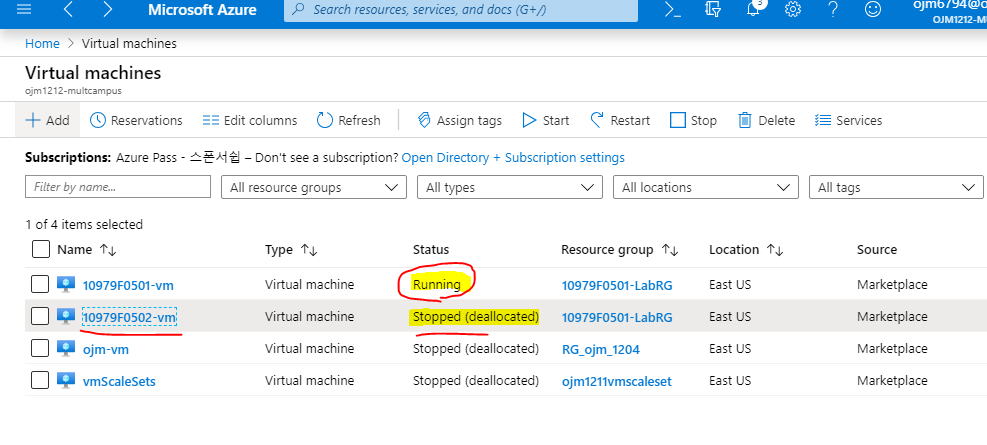 Microsoft Azure
Search resources, services, and docs (G+/)
3
?
OJM1212-MU
Home > Virtual machines
Virtual machines
ojm1212-multcampus
+ Add Reservations Edit columns Refresh Assign tags Start Restart Stop Delete Services
Subscriptions: Azure Pass - 스폰서쉽 – Don't see a subscription? Open Directory + Subscription settings
Filter by name... All resource groups All types All locations All tags
1 of 4 items selected
Name ↑↓ Type ↑↓ Status Resource group ↑↓ Location ↑↓ Source
10979F0501-vm Virtual machine Running 10979F0501-LabRG East US Marketplace
10979F0502-vm Virtual machine Stopped (deallocated) 10979F0501-LabRG East US Marketplace
ojm-vm Virtual machine Stopped (deallocated) RG_ojm_1204 East US Marketplace
vmScaleSets Virtual machine Stopped (deallocated) ojm1211vmscaleset East US Marketplace